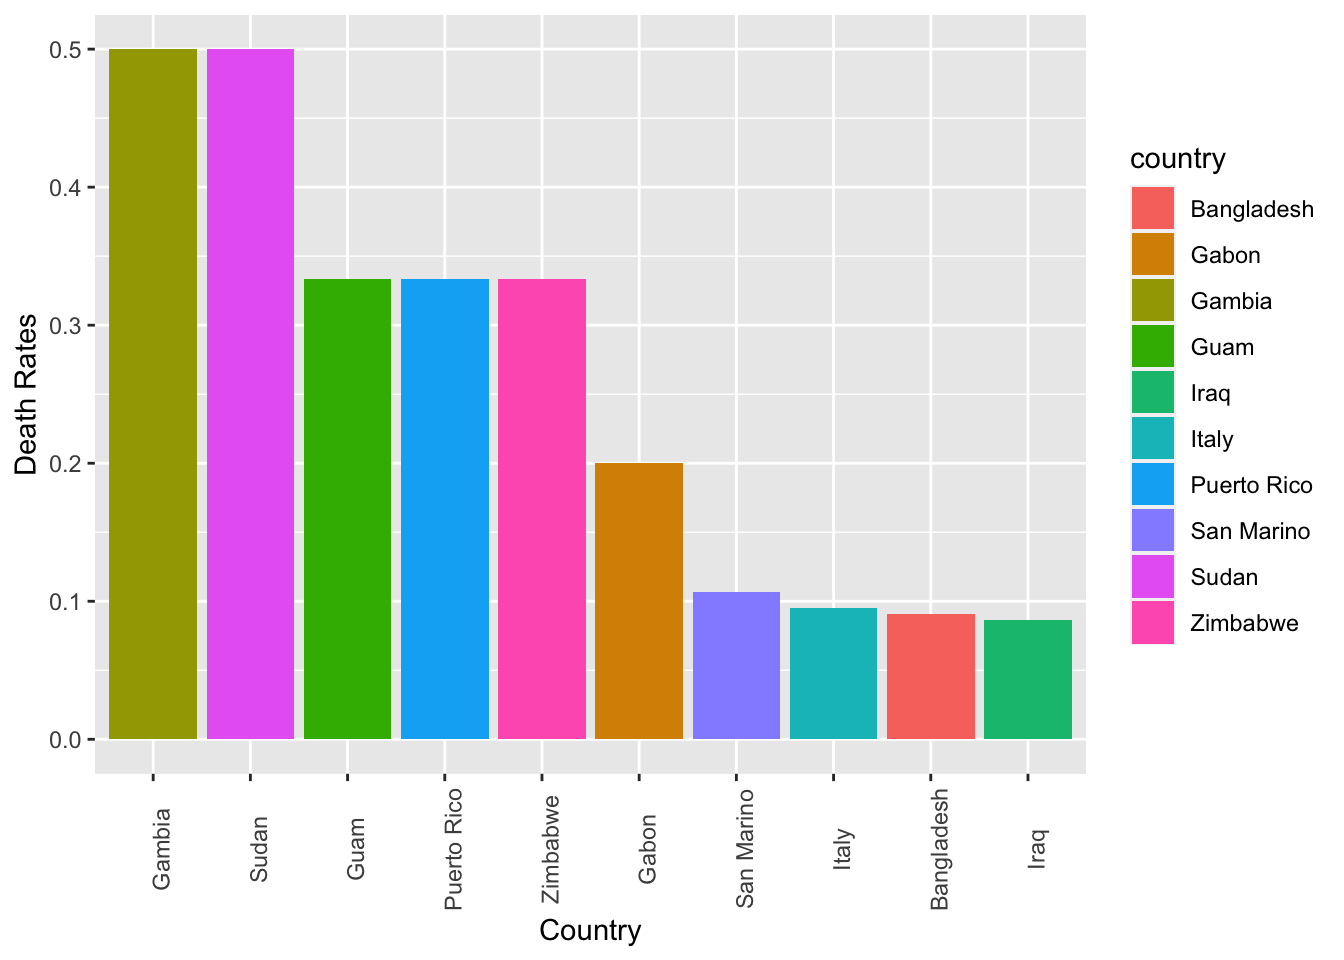 0.5
0.4
0.3
0.2
0.1
0.0
Death Rates
Gambia
Sudan
Guam
Puerto Rico
Zimbabwe
Gabon
San Marino
Italy
Bangladesh
Iraq
Country
country
Bangladesh
Gabon
Gambia
Guam
Iraq
Italy
Puerto Rico
San Marino
Sudan
Zimbabwe